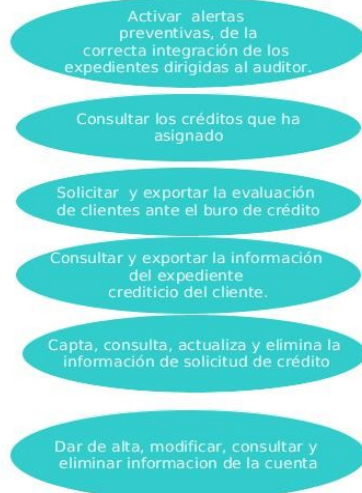 Activar alertas
preventivas, de la
correcta integración de los
expedientes dirigidas al auditor.
Consultar los créditos que ha
asignado
Solicitar y exportar la evaluación
de clientes ante el buro de crédito
Consultar y exportar la información
del expediente
crediticio del cliente.
Capta, consulta, actualiza y elimina la
información de solicitud de crédito
Dar de alta, modificar, consultar y
eliminar informacion de la cuenta